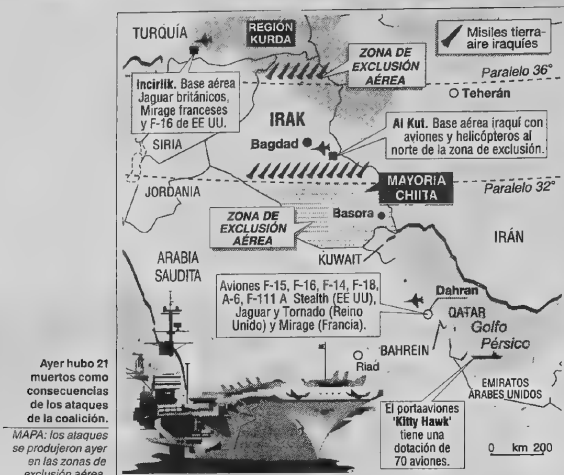 TURQUÍA
REGIÓN
KURDA
ZONA DE
EXCLUSIÓN
AÉREA
Misiles tierra-
aire iraquíes
Paralelo 36°
Teherán
Incirlik. Base aérea
Jaguar británicos,
Mirage franceses
y F-16 de EE UU.
SIRIA
IRAK
Bagdad
Al Kut. Base aérea iraquí con
aviones y helicópteros al
norte de la zona de exclusión.
JORDANIA
MAYORIA
CHIITA
Paralelo 32°
ZONA DE
EXCLUSIÓN
AÉREA
Basora
IRÁN
KUWAIT
ARABIA
SAUDITA
Aviones F-15, F-16, F-14, F-18,
A-6, F-111 A Stealth (EE UU),
Jaguar y Tornado (Reino
Unido) y Mirage (Francia).
Dahran
QATAR
Golfo
Pérsico
BAHREIN
Riad
EMIRATOS
ARABES UNIDOS
El portaaviones
'Kitty Hawk'
tiene una
dotación de
70 aviones.
0 km 200
Ayer hubo 21
muertos como
consecuencias
de los ataques
de la coalición.
MAPA: los ataques
se produjeron ayer
en las zonas de
exclusión aérea